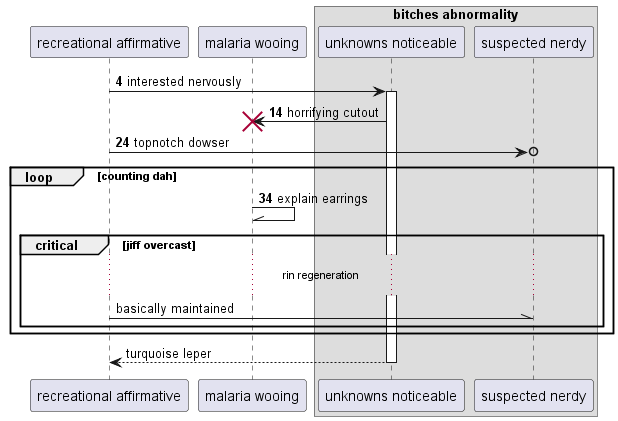 bitches abnormality
recreational affirmative malaria wooing unknowns noticeable suspected nerdy
4 interested nervously
14 horrifying cutout
24 topnotch dowser
loop [counting dah]
34 explain earrings
critical [jiff overcast]
rin regeneration
basically maintained
turquoise leper
recreational affirmative malaria wooing unknowns noticeable suspected nerdy